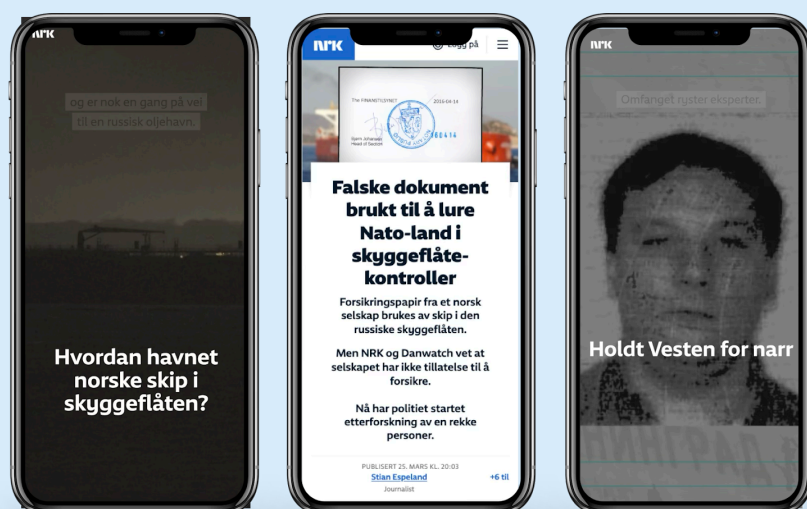 NRK
og er nok en gang på vei
til en russisk oljehavn.
Hvordan havnet
norske skip i
skyggeflåten?
NRK
Logg på
The FINANSTILSYNET
2016-04-14
Bjørn Johansen
Head of Section
160414
Falske dokument
brukt til å lure
Nato-land i
skyggeflåte-
kontroller
Forsikringspapir fra et norsk
selskap brukes av skip i den
russiske skyggeflåten.
Men NRK og Danwatch vet at
selskapet har ikke tillatelse til å
forsikre.
Nå har politiet startet
etterforskning av en rekke
personer.
PUBLISERT 25. MARS KL. 20:03
Stian Espeland
+6 til
Journalist
NRK
Omfanget ryster eksperter.
Holdt Vesten for narr